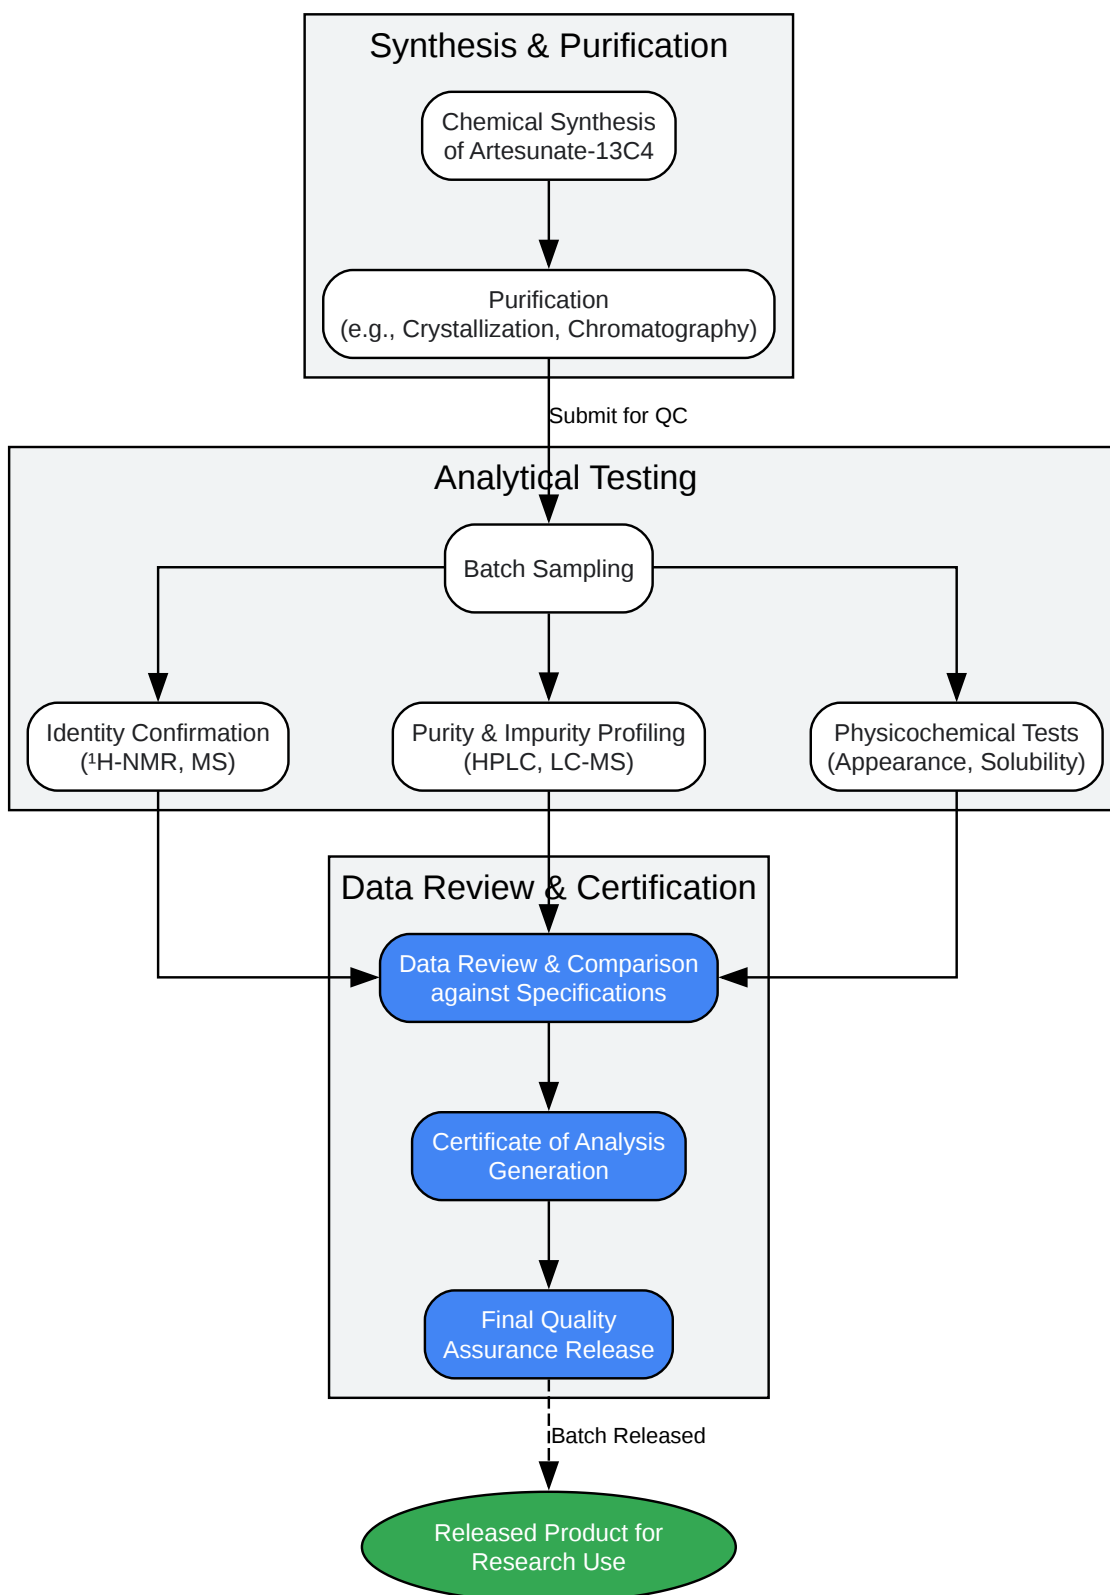 Synthesis & Purification
Chemical Synthesis
of Artesunate-13C4
Purification
(e.g., Crystallization, Chromatography)
Submit for QC
Analytical Testing
Batch Sampling
Identity Confirmation
(¹H-NMR, MS)
Purity & Impurity Profiling
(HPLC, LC-MS)
Physicochemical Tests
(Appearance, Solubility)
Data Review & Certification
Data Review & Comparison
against Specifications
Certificate of Analysis
Generation
Final Quality
Assurance Release
Batch Released
Released Product for
Research Use